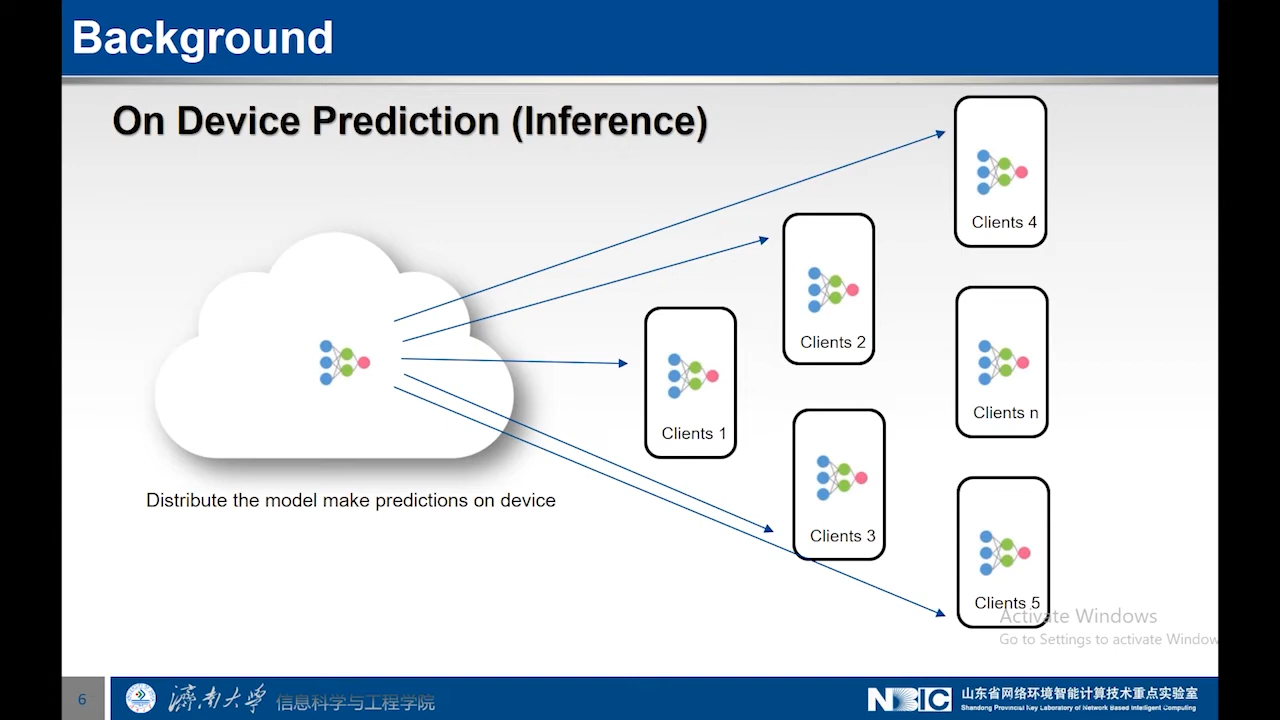 Background
On Device Prediction (Inference)
Clients 4
Clients 2
Clients 1
Clients n
Distribute the model make predictions on device
Clients 3
Clients 5
Activate Windows
Go to Settings to activate Window
6
濟南大学
信息科学与工程学院
NBIC
山东省网络环境智能计算技术重点实验室
Shandong Provincial Key Laboratory of Network Based Intelligent Computing